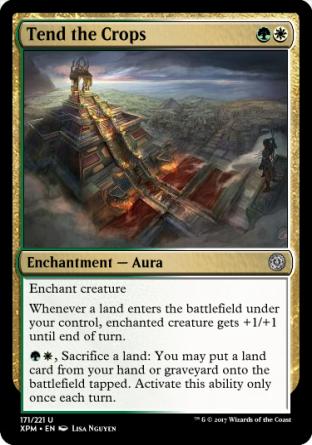 Tend the Crops
Enchantment — Aura
Enchant creature
Whenever a land enters the battlefield under
your control, enchanted creature gets +1/+1
until end of turn.
, Sacrifice a land: You may put a land
card from your hand or graveyard onto the
battlefield tapped. Activate this ability only
once each turn.
171/221 U
XPM • EN Lisa Nguyen
™ & © 2017 Wizards of the Coast